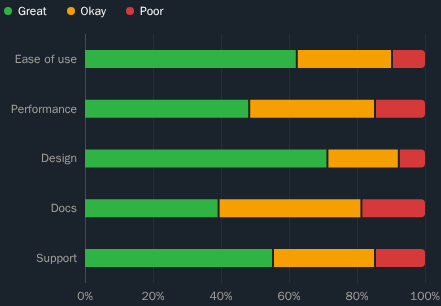 Great Okay Poor
Ease of use
Performance
Design
Docs
Support
0% 20% 40% 60% 80% 100%